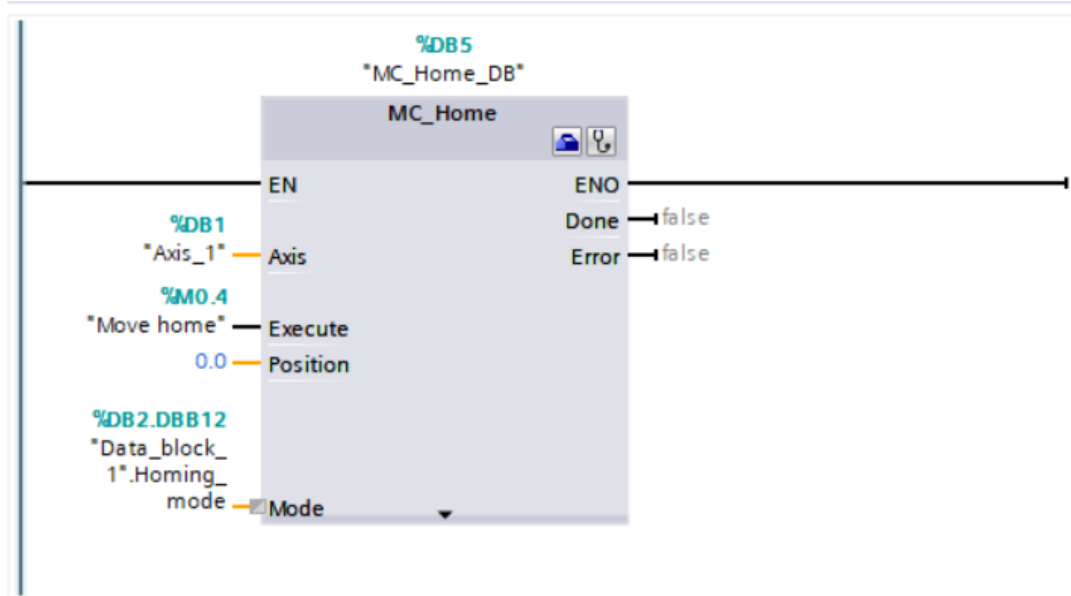 %DB5
"MC_Home_DB"
MC_Home
EN
ENO
%DB1
"Axis_1"
Axis
Done
false
Error
false
%M0.4
"Move home"
Execute
0.0
Position
%DB2.DBB12
"Data_block_
1".Homing_
mode
Mode